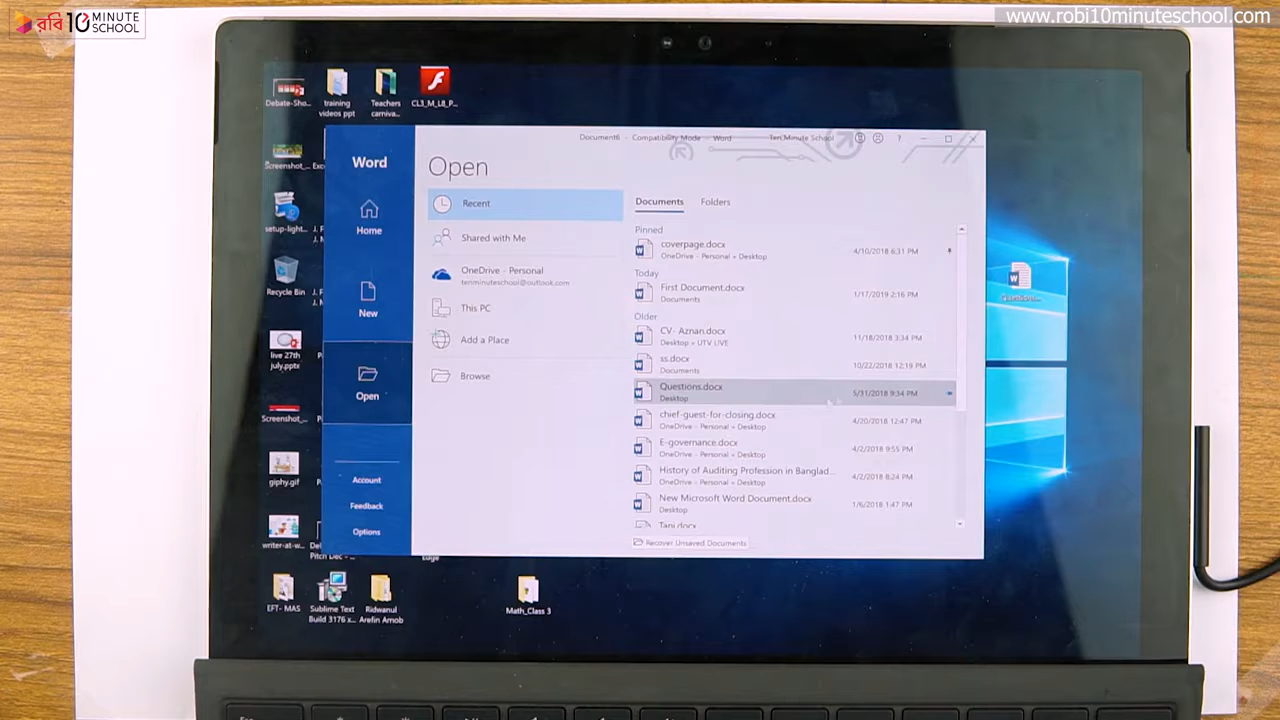 রবি 10 MINUTE SCHOOL
www.robi10minuteschool.com
Debate-Sho...
training videos ppt
Teachers carniva...
CL3_M_L8_P...
Screenshot_...
setup-light...
Recycle Bin
live 27th july.pptx
Screenshot_...
giphy.gif
writer-at-w...
EFT- MAS
Sublime Text Build 3176 x...
Ridwanul Arefin Amob
Math_Class 3
Document6 - Compatibility Mode - Word
Ten Minute School
?
Word
Home
New
Open
Account
Feedback
Options
Open
Recent
Shared with Me
OneDrive - Personal
tenminuteschool@outlook.com
This PC
Add a Place
Browse
Documents Folders
Pinned
coverpage.docx
OneDrive - Personal » Desktop
4/10/2018 6:31 PM
Today
First Document.docx
Documents
1/17/2019 2:16 PM
Older
CV- Aznan.docx
Desktop » UTV LIVE
11/18/2018 3:34 PM
ss.docx
Documents
10/22/2018 12:19 PM
Questions.docx
Desktop
5/11/2018 9:34 PM
chief-guest-for-closing.docx
OneDrive - Personal » Desktop
4/20/2018 12:47 PM
E-governance.docx
OneDrive - Personal » Desktop
4/2/2018 9:55 PM
History of Auditing Profession in Banglad...
OneDrive - Personal » Desktop
4/2/2018 8:24 PM
New Microsoft Word Document.docx
Desktop
1/6/2018 1:47 PM
Recover Unsaved Documents
Questions...